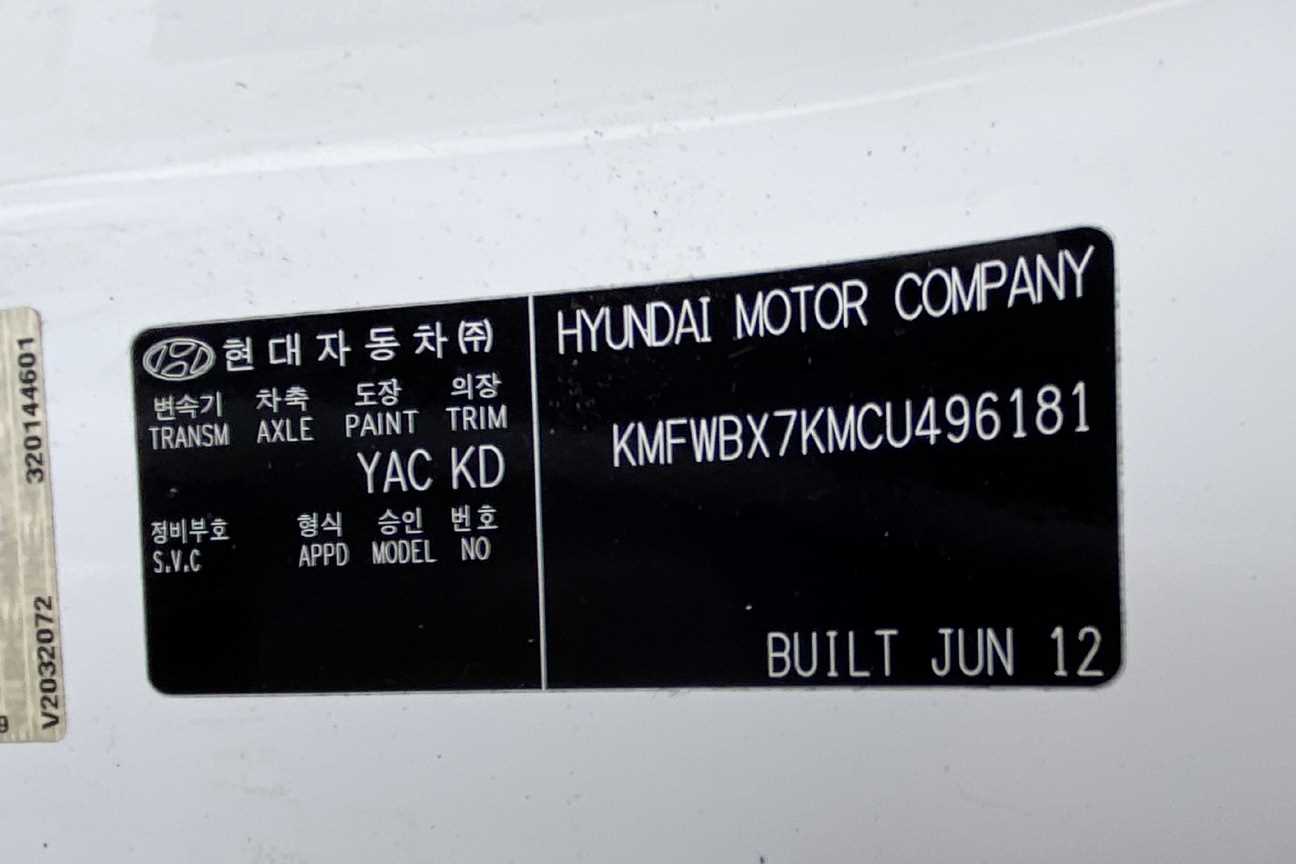 현대자동차㈜
변속기 차축 도장 의장
TRANSM AXLE PAINT TRIM
YAC KD
정비부호 형식 승인 번호
S.V.C APPD MODEL NO
HYUNDAI MOTOR COMPANY
KMFWBX7KMCU496181
BUILT JUN 12
320144601
V2032072
9